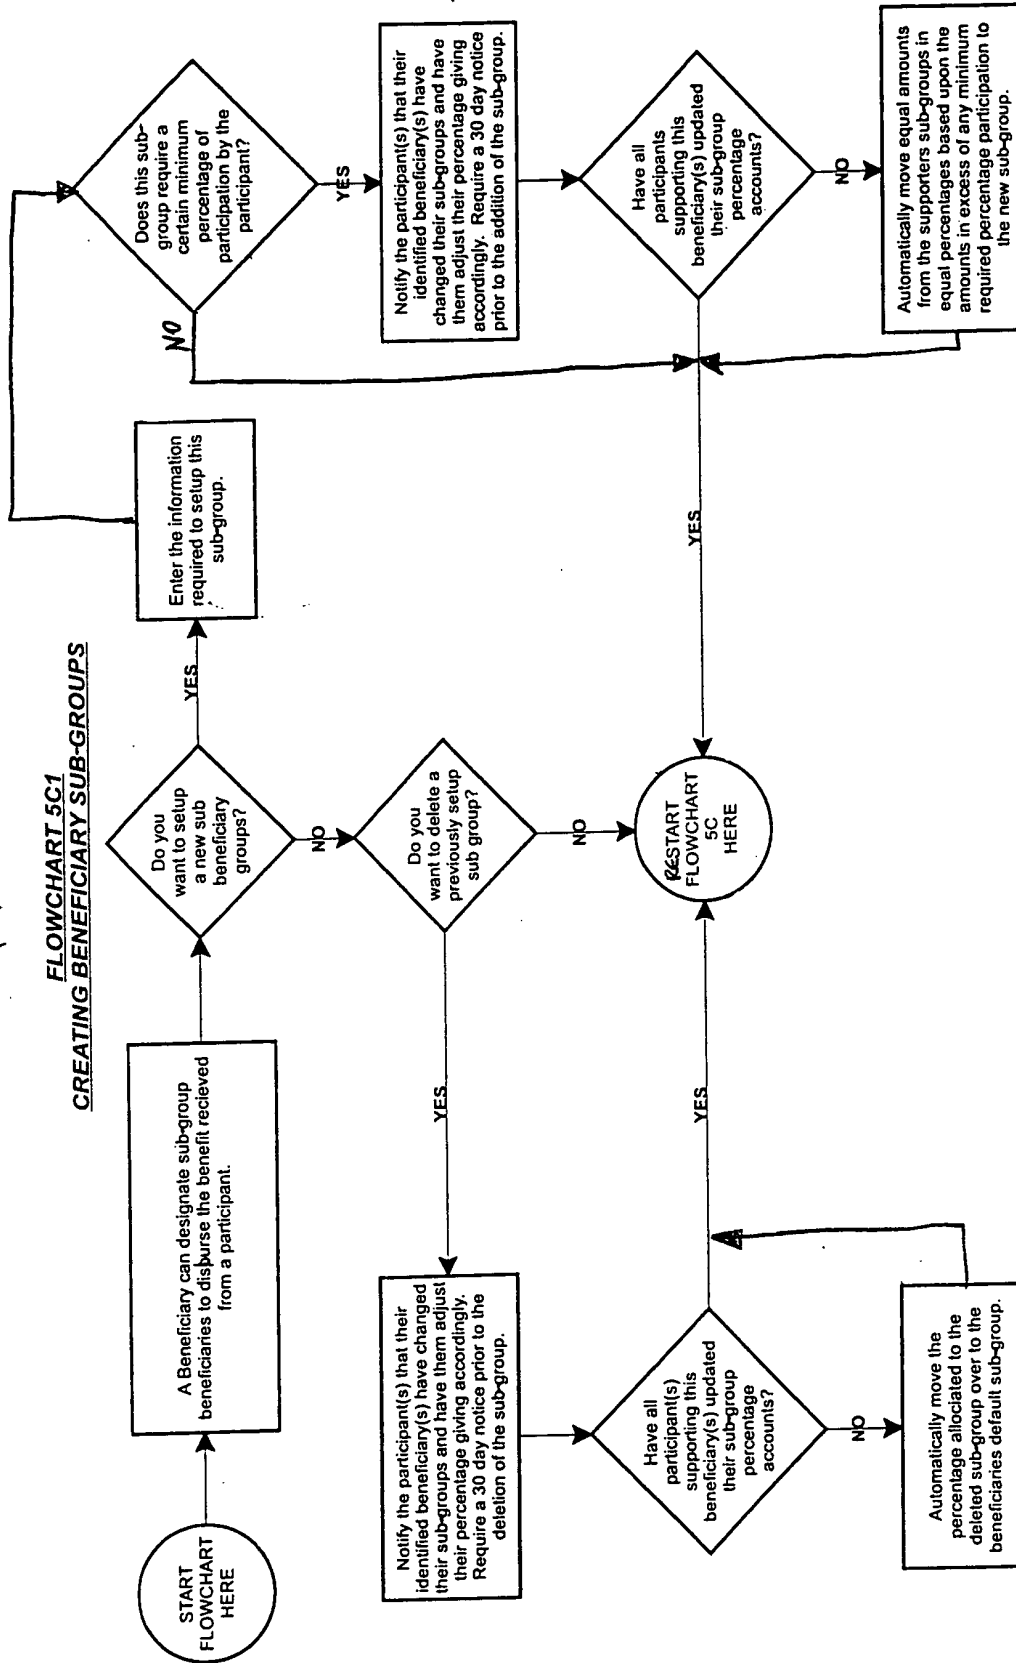 FLOWCHART 5C1
CREATING BENEFICIARY SUB-GROUPS
START
FLOWCHART
HERE
A Beneficiary can designate sub-group
beneficiaries to dispurse the benefit recieved
from a participant.
Do you
want to setup
a new sub
beneficiary
groups?
YES
Enter the information
required to setup this
sub-group.
Does this sub-
group require a
certain minimum
percentage of
participation by the
participant?
NO
YES
Notify the participant(s) that their
identified beneficiary(s) have
changed their sub-groups and have
them adjust their percentage giving
accordingly. Require a 30 day notice
prior to the addition of the sub-group.
Have all
participants
supporting this
beneficiary(s) updated
their sub-group
percentage
accounts?
YES
NO
Automatically move equal amounts
from the supporters sub-groups in
equal percentages based upon the
amounts in excess of any minimum
required percentage participation to
the new sub-group.
NO
Do you
want to delete a
previously setup
sub group?
NO
RESTART
FLOWCHART
5C
HERE
YES
Notify the participant(s) that their
identified beneficiary(s) have changed
their sub-groups and have them adjust
their percentage giving accordingly.
Require a 30 day notice prior to the
deletion of the sub-group.
Have all
participant(s)
supporting this
beneficiary(s) updated
their sub-group
percentage
accounts?
YES
NO
Automatically move the
percentage allociated to the
deleted sub-group over to the
beneficiaries default sub-group.